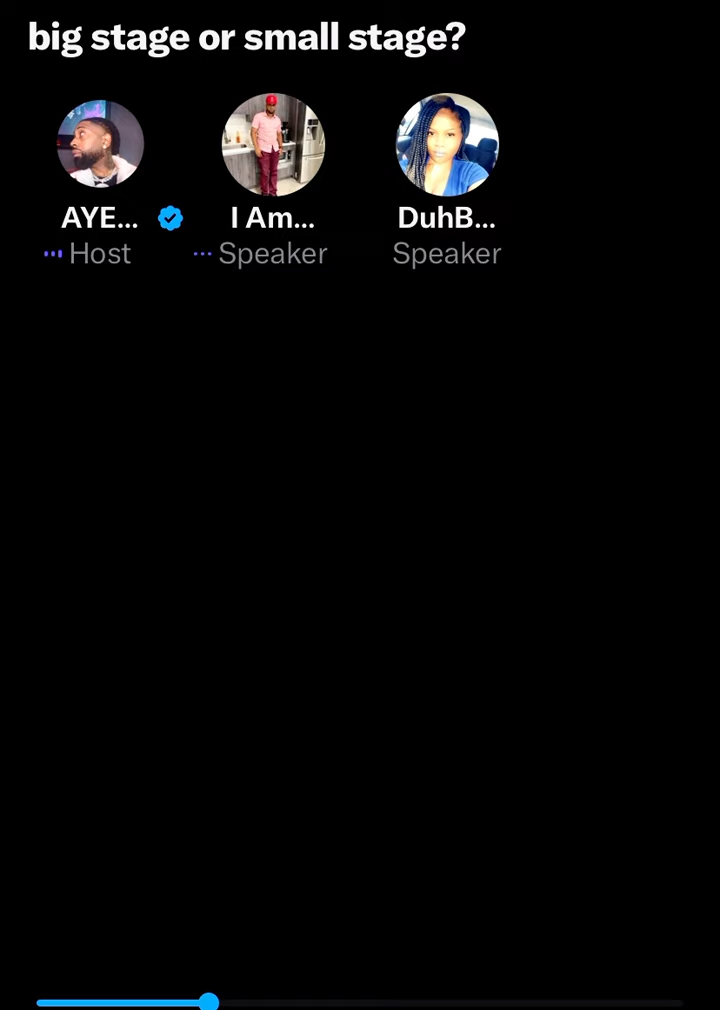 big stage or small stage?
AYE... I Am... DuhB...
Host Speaker Speaker